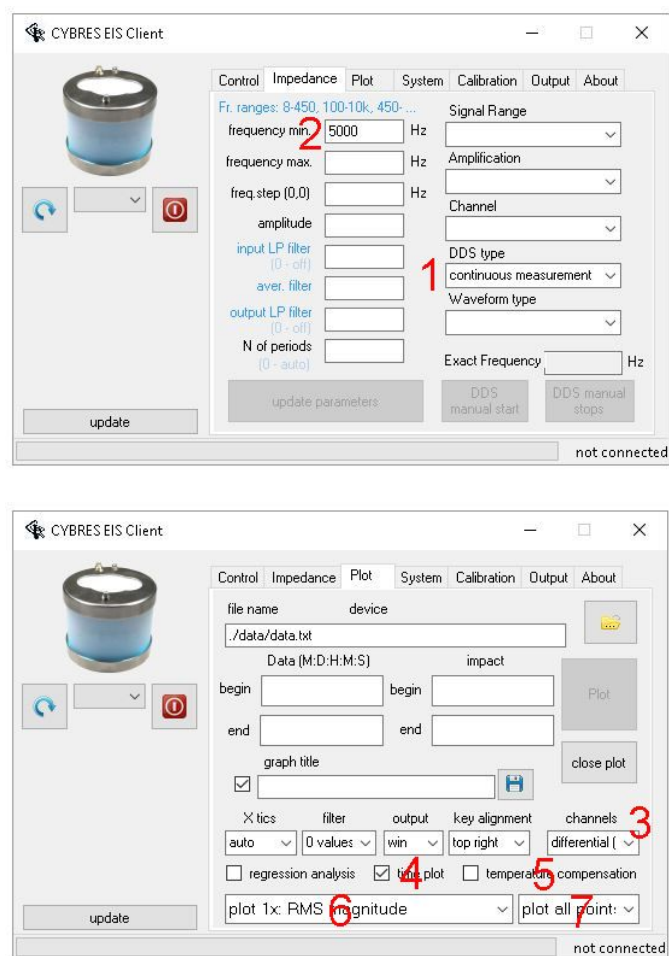 CYBRES EIS Client
Control Impedance Plot System Calibration Output About
Fr. ranges: 8-450, 100-10k, 450- ...
Signal Range
frequency min. 2 5000 Hz
frequency max. Hz
Amplification
freq.step (0,0) Hz
Channel
amplitude
input LP filter
(0 - off)
DDS type
1 continuous measurement
aver. filter
Waveform type
output LP filter
(0 - off)
N of periods
(0 - auto)
Exact Frequency Hz
update parameters
DDS manual start
DDS manual stops
update
not connected
CYBRES EIS Client
Control Impedance Plot System Calibration Output About
file name device
./data/data.txt
Data (M:D:H:M:S) impact
begin begin
Plot
end end
graph title
close plot
X tics filter output key alignment channels 3
auto 0 values win top right differential (
regression analysis time plot 4 temperature compensation 5
plot 1x: RMS magnitude 6 plot all point: 7
update
not connected